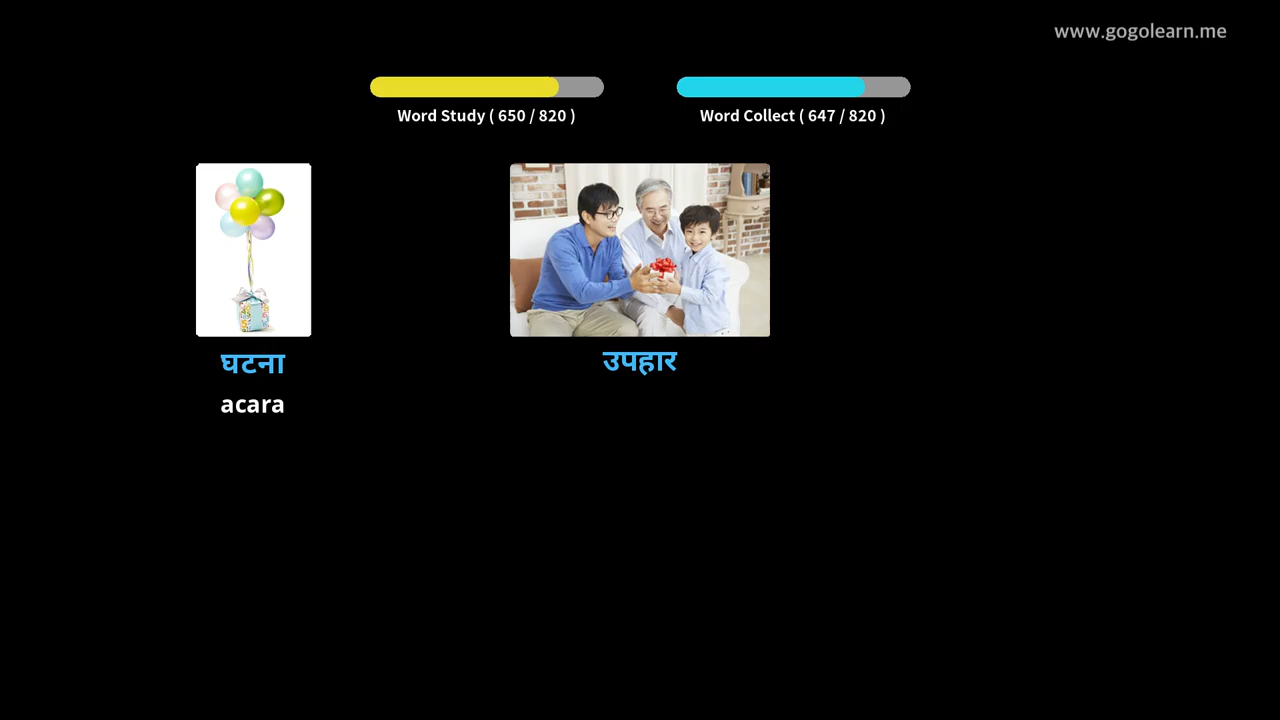 www.gogolearn.me
Word Study ( 650 / 820 )
Word Collect ( 647 / 820 )
घटना
acara
उपहार